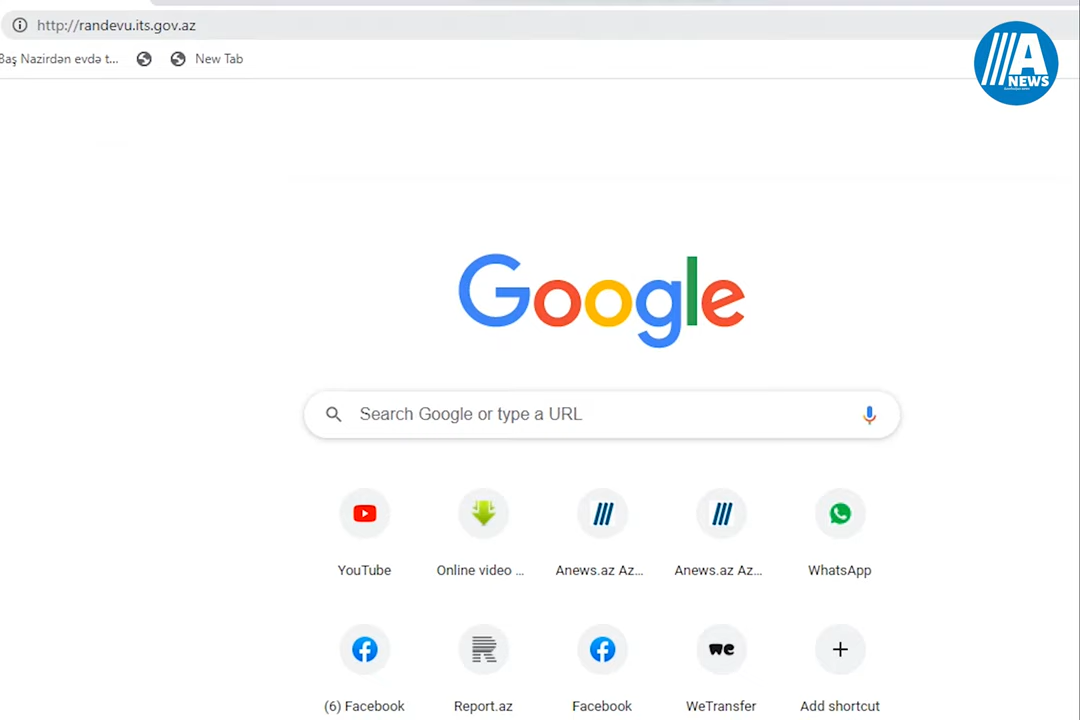 http://randevu.its.gov.az
Baş Nazirdən evdə t...
New Tab
A
NEWS
Google
Search Google or type a URL
YouTube
Online video ...
Anews.az Az...
Anews.az Az...
WhatsApp
(6) Facebook
Report.az
Facebook
WeTransfer
Add shortcut